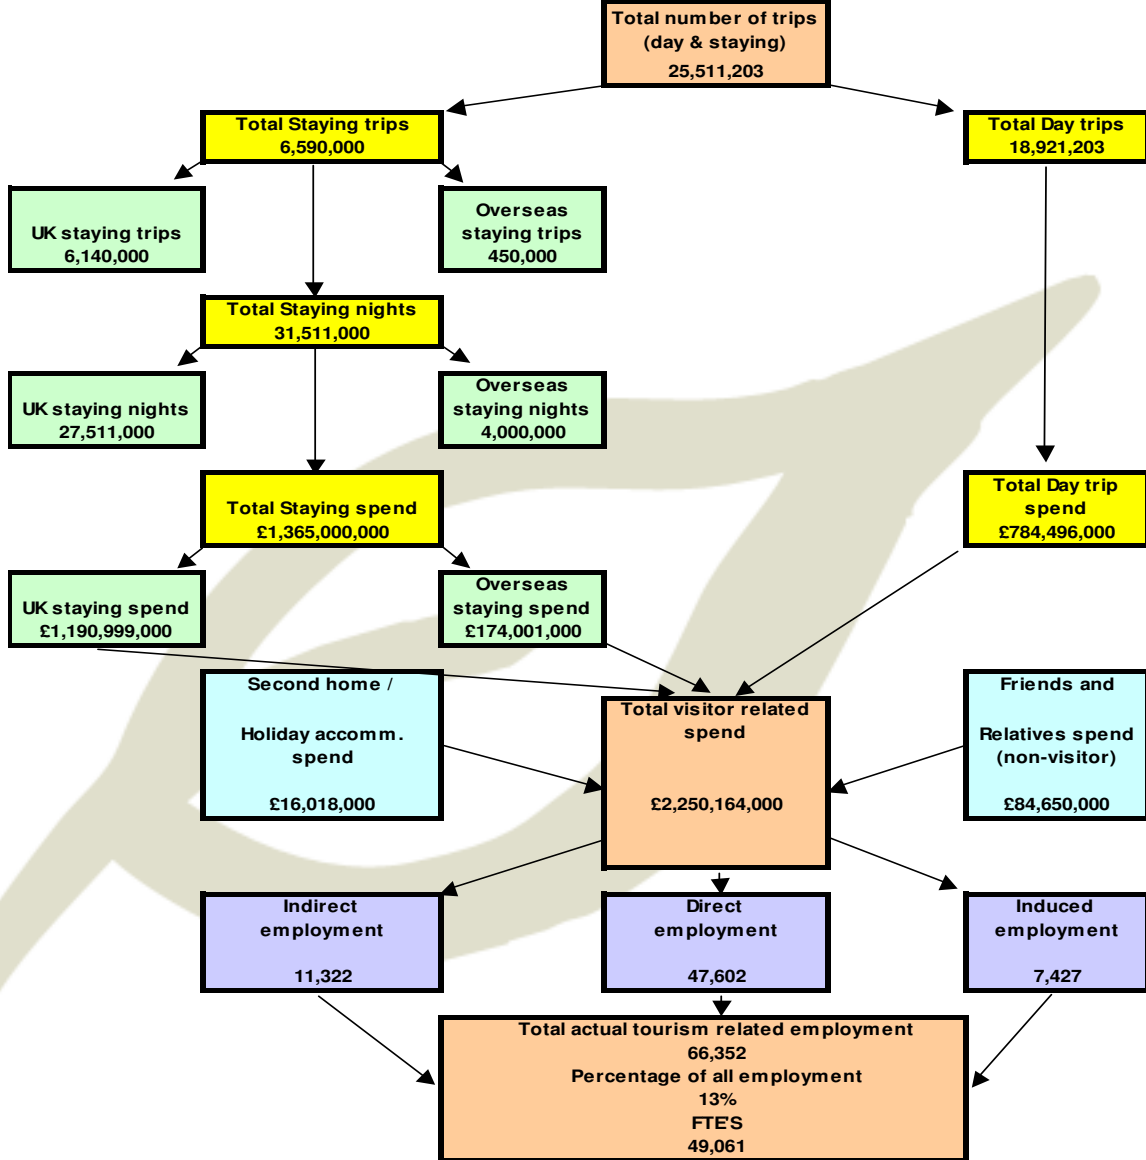 Total number of trips
(day & staying)
25,511,203
Total Staying trips
6,590,000
Total Day trips
18,921,203
UK staying trips
6,140,000
Overseas
staying trips
450,000
Total Staying nights
31,511,000
UK staying nights
27,511,000
Overseas
staying nights
4,000,000
Total Staying spend
£1,365,000,000
Total Day trip
spend
£784,496,000
UK staying spend
£1,190,999,000
Overseas
staying spend
£174,001,000
Second home /
Holiday accomm.
spend
£16,018,000
Total visitor related
spend
£2,250,164,000
Friends and
Relatives spend
(non-visitor)
£84,650,000
Indirect
employment
11,322
Direct
employment
47,602
Induced
employment
7,427
Total actual tourism related employment
66,352
Percentage of all employment
13%
FTE'S
49,061